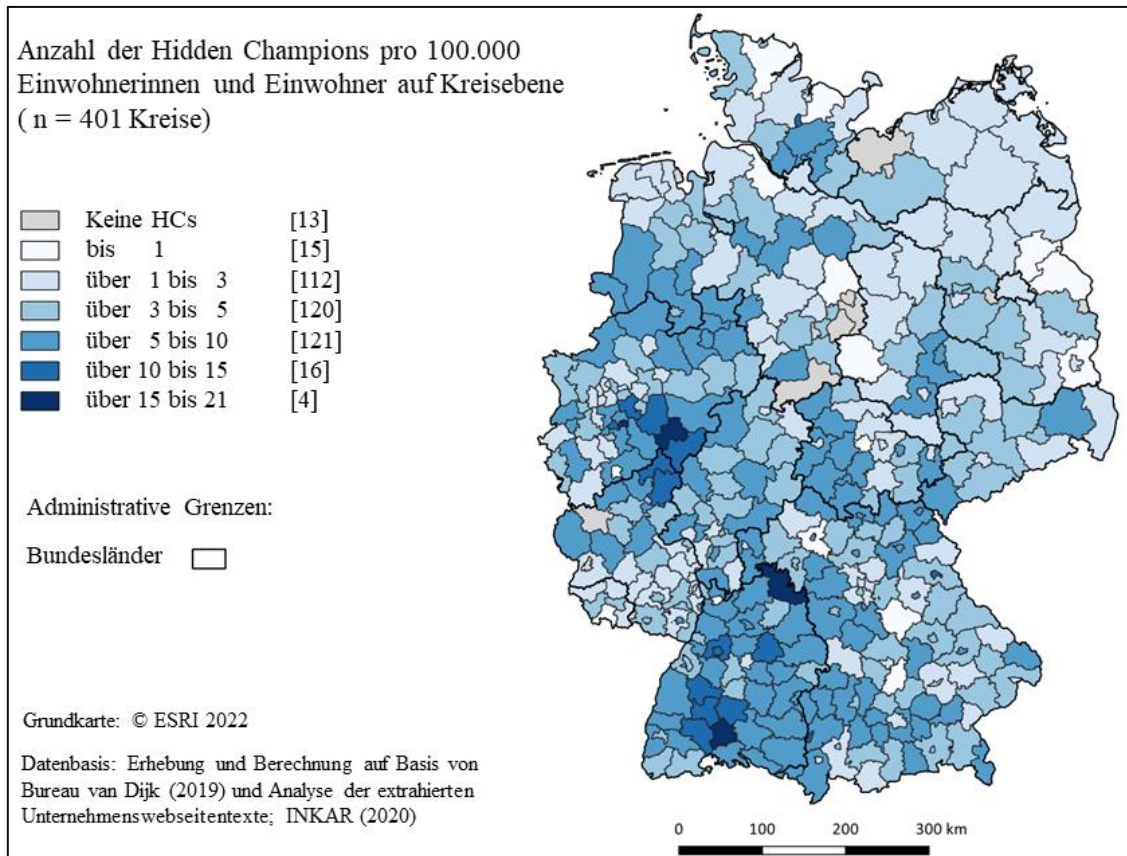 Anzahl der Hidden Champions pro 100.000
Einwohnerinnen und Einwohner auf Kreisebene
( n = 401 Kreise)
Keine HCs [13]
bis 1 [15]
über 1 bis 3 [112]
über 3 bis 5 [120]
über 5 bis 10 [121]
über 10 bis 15 [16]
über 15 bis 21 [4]
Administrative Grenzen:
Bundesländer
Grundkarte: © ESRI 2022
Datenbasis: Erhebung und Berechnung auf Basis von
Bureau van Dijk (2019) und Analyse der extrahierten
Unternehmenswebseitentexte; INKAR (2020)
0 100 200 300 km